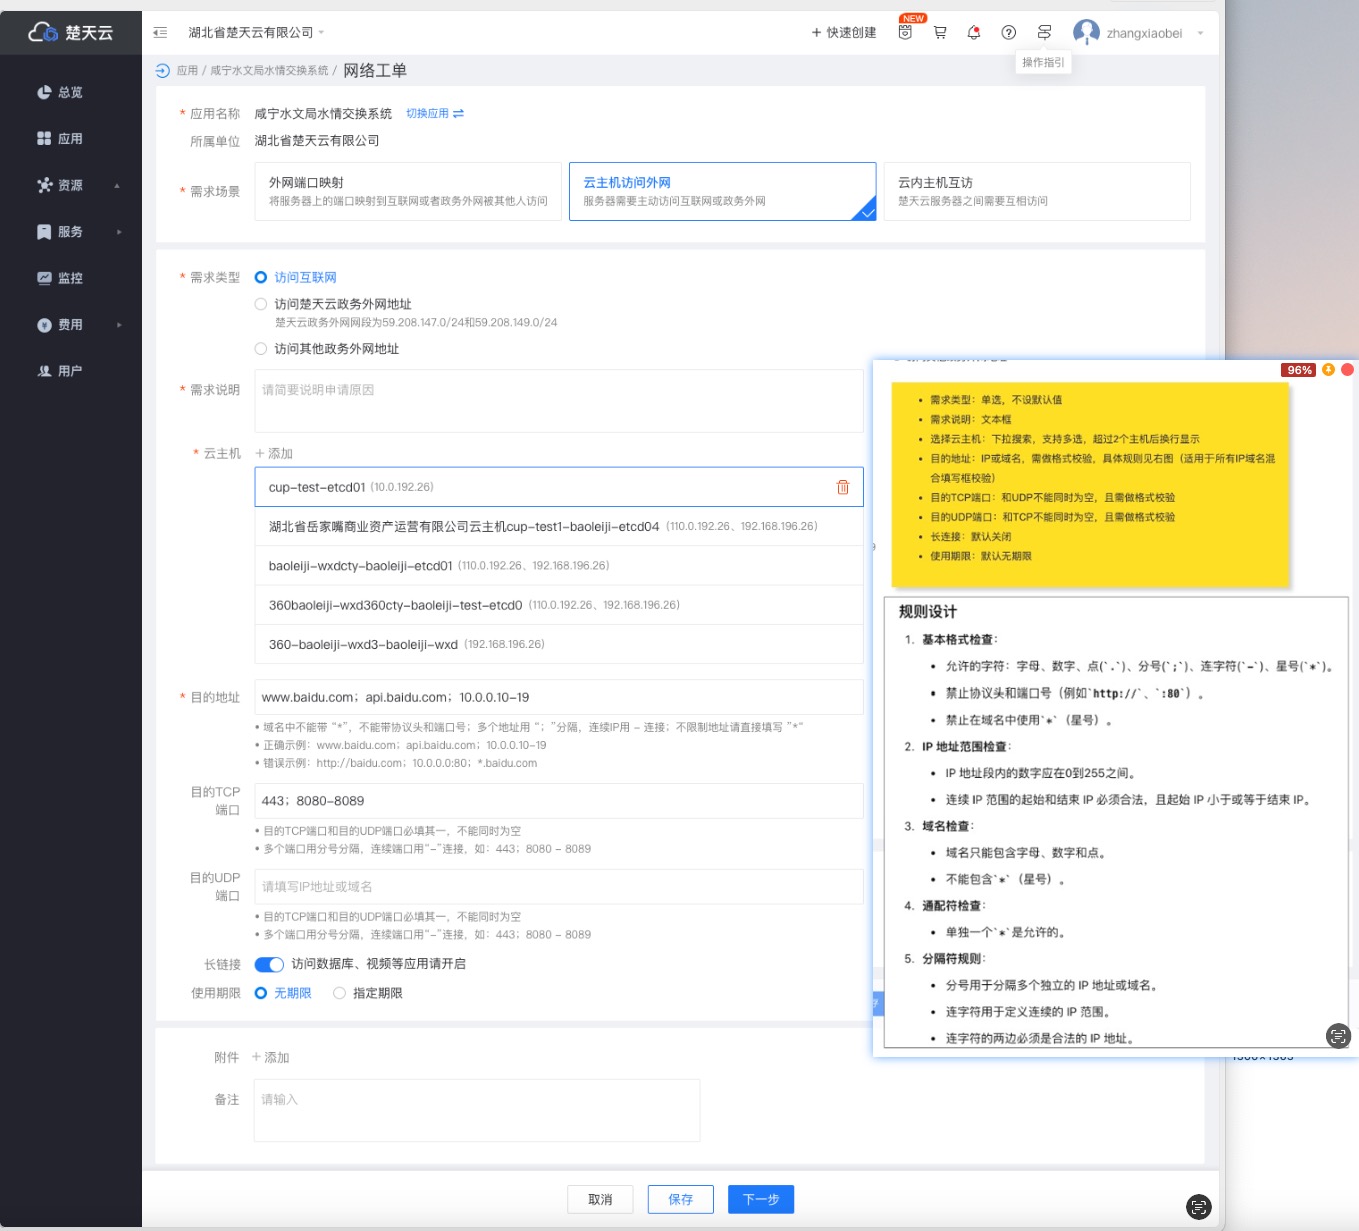 楚天云
湖北省楚天云有限公司
+ 快速创建
NEW
zhangxiaobei
操作指引
总览
应用
资源
服务
监控
费用
用户
应用 / 咸宁水文局水情交换系统 / 网络工单
* 应用名称 咸宁水文局水情交换系统 切换应用
所属单位 湖北省楚天云有限公司
* 需求场景
外网端口映射
将服务器上的端口映射到互联网或者政务外网被其他人访问
云主机访问外网
服务器需要主动访问互联网或政务外网
云内主机互访
楚天云服务器之间需要互相访问
* 需求类型 访问互联网
访问楚天云政务外网地址
楚天云政务外网网段为59.208.147.0/24和59.208.149.0/24
访问其他政务外网地址
* 需求说明 请简要说明申请原因
* 云主机 + 添加
cup-test-etcd01 (10.0.192.26)
湖北省岳家嘴商业资产运营有限公司云主机cup-test1-baoleiji-etcd04 (110.0.192.26、192.168.196.26)
baoleiji-wxdcty-baoleiji-etcd01 (110.0.192.26、192.168.196.26)
360baoleiji-wxd360cty-baoleiji-test-etcd0 (110.0.192.26、192.168.196.26)
360-baoleiji-wxd3-baoleiji-wxd (192.168.196.26)
* 目的地址 www.baidu.com；api.baidu.com；10.0.0.10-19
• 域名中不能带 “*”，不能带协议头和端口号；多个地址用 “；”分隔，连续IP用 – 连接；不限制地址请直接填写 ”*“
• 正确示例：www.baidu.com；api.baidu.com；10.0.0.10-19
• 错误示例：http://baidu.com；10.0.0.0:80；*.baidu.com
目的TCP端口 443；8080-8089
• 目的TCP端口和目的UDP端口必填其一，不能同时为空
• 多个端口用分号分隔，连续端口用“-”连接，如：443；8080 - 8089
目的UDP端口 请填写IP地址或域名
• 目的TCP端口和目的UDP端口必填其一，不能同时为空
• 多个端口用分号分隔，连续端口用“-”连接，如：443；8080 - 8089
长链接 访问数据库、视频等应用请开启
使用期限 无期限 指定期限
附件 + 添加
备注 请输入
取消 保存 下一步
96%
• 需求类型：单选，不设默认值
• 需求说明：文本框
• 选择云主机：下拉搜索，支持多选，超过2个主机后换行显示
• 目的地址：IP或域名，需做格式校验，具体规则见右图（适用于所有IP域名混
合填写框校验）
• 目的TCP端口：和UDP不能同时为空，且需做格式校验
• 目的UDP端口：和TCP不能同时为空，且需做格式校验
• 长连接：默认关闭
• 使用期限：默认无期限
规则设计
1. 基本格式检查：
• 允许的字符：字母、数字、点(`.`)、分号(`;`)、连字符(`-`)、星号(`*`)。
• 禁止协议头和端口号（例如`http://`、`:80`）。
• 禁止在域名中使用`*`（星号）。
2. IP 地址范围检查：
• IP 地址段内的数字应在0到255之间。
• 连续 IP 范围的起始和结束 IP 必须合法，且起始 IP 小于或等于结束 IP。
3. 域名检查：
• 域名只能包含字母、数字和点。
• 不能包含`*`（星号）。
4. 通配符检查：
• 单独一个`*`是允许的。
5. 分隔符规则：
• 分号用于分隔多个独立的 IP 地址或域名。
• 连字符用于定义连续的 IP 范围。
• 连字符的两边必须是合法的 IP 地址。